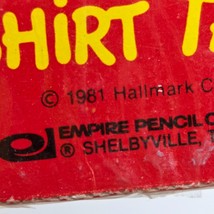 SHIRT
© 1981 Hallmark C
EMPIRE PENCIL
® SHELBYVILLE,